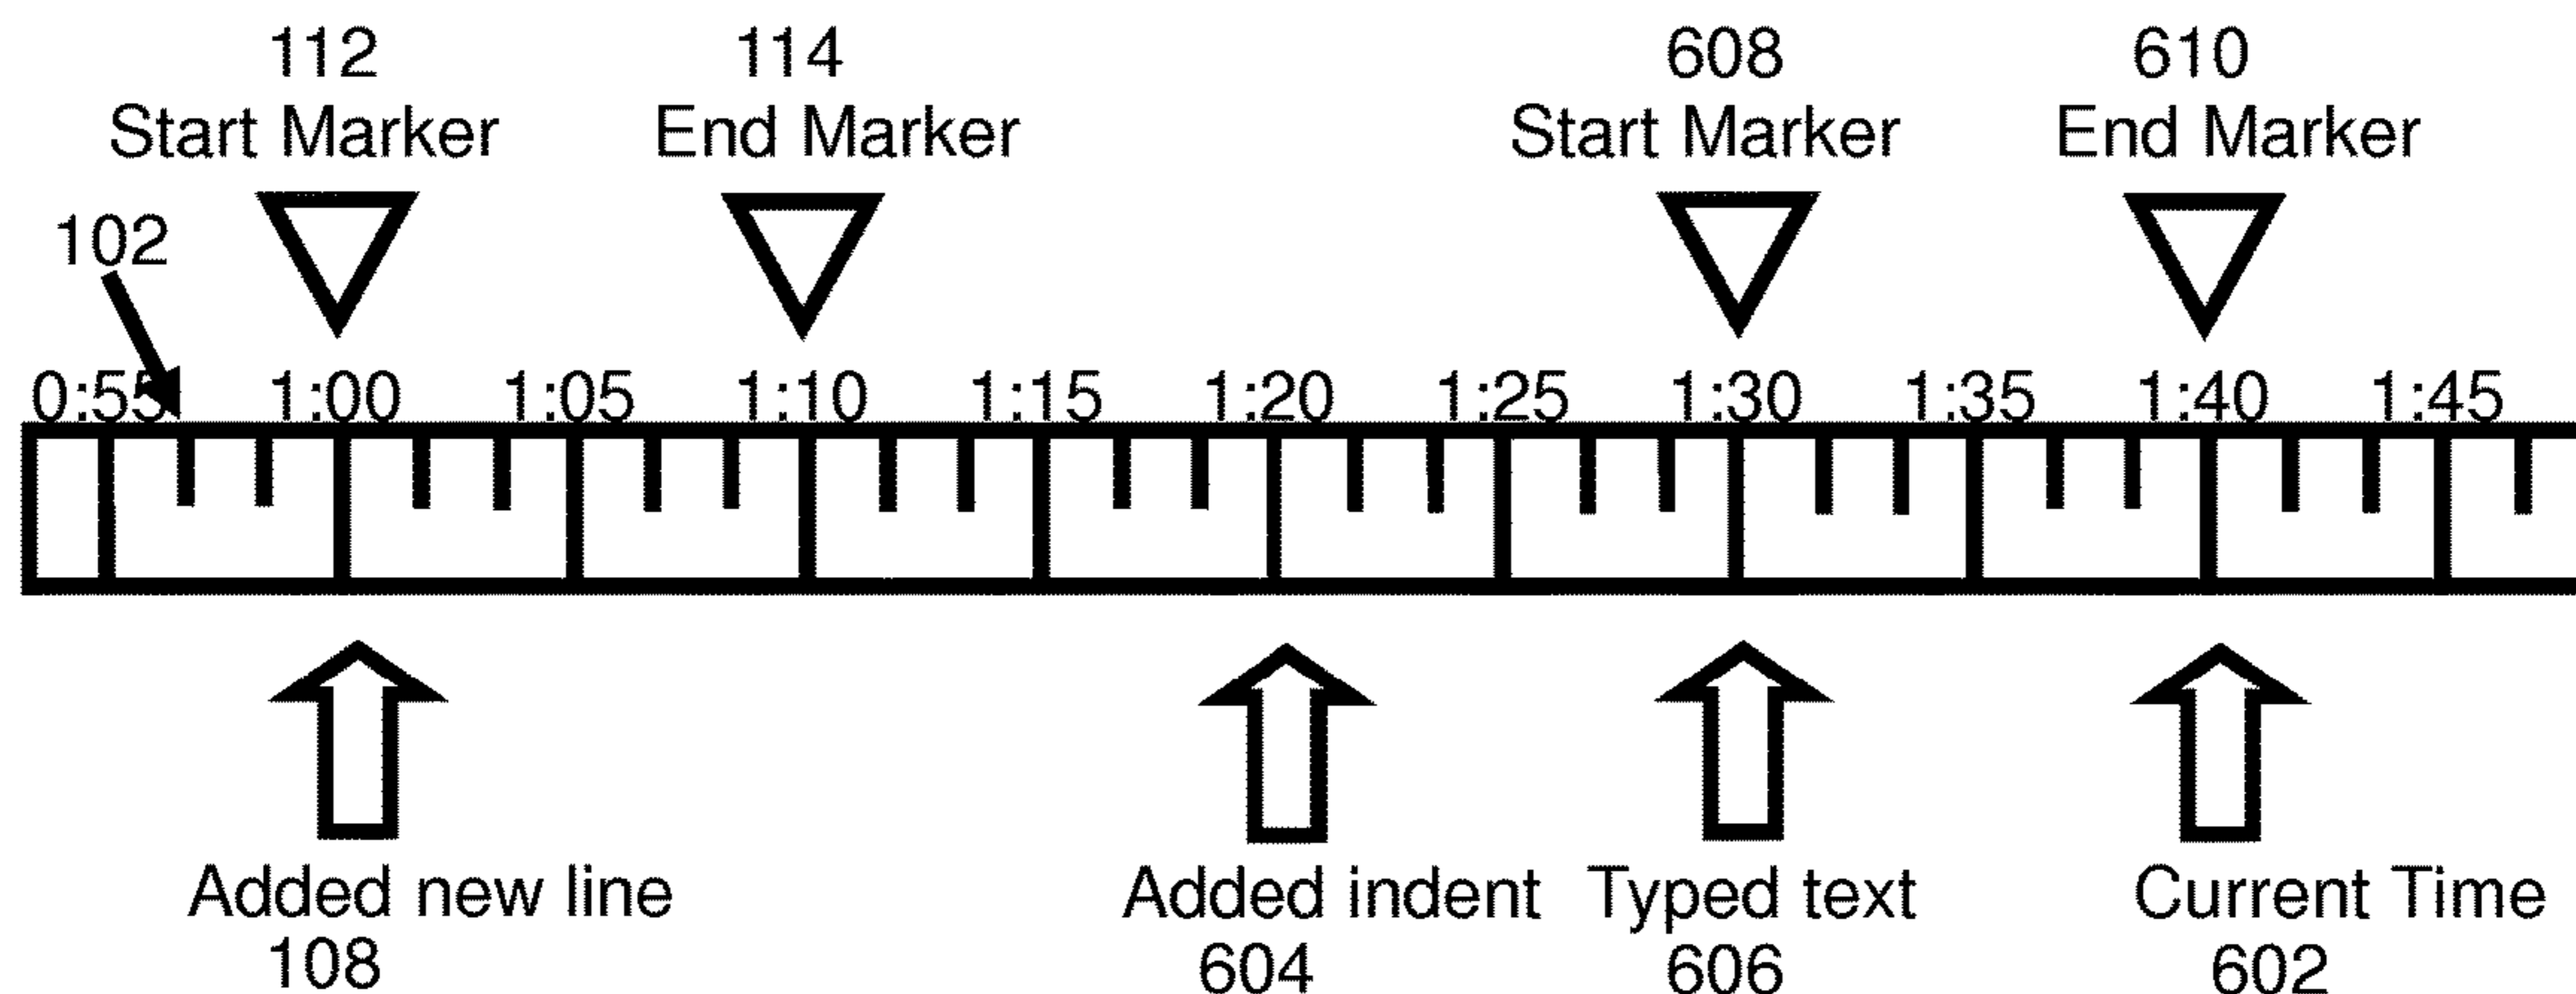 112 114 608 610
Start Marker End Marker Start Marker End Marker
102
0:55 1:00 1:05 1:10 1:15 1:20 1:25 1:30 1:35 1:40 1:45
Added new line Added indent Typed text Current Time
108 604 606 602